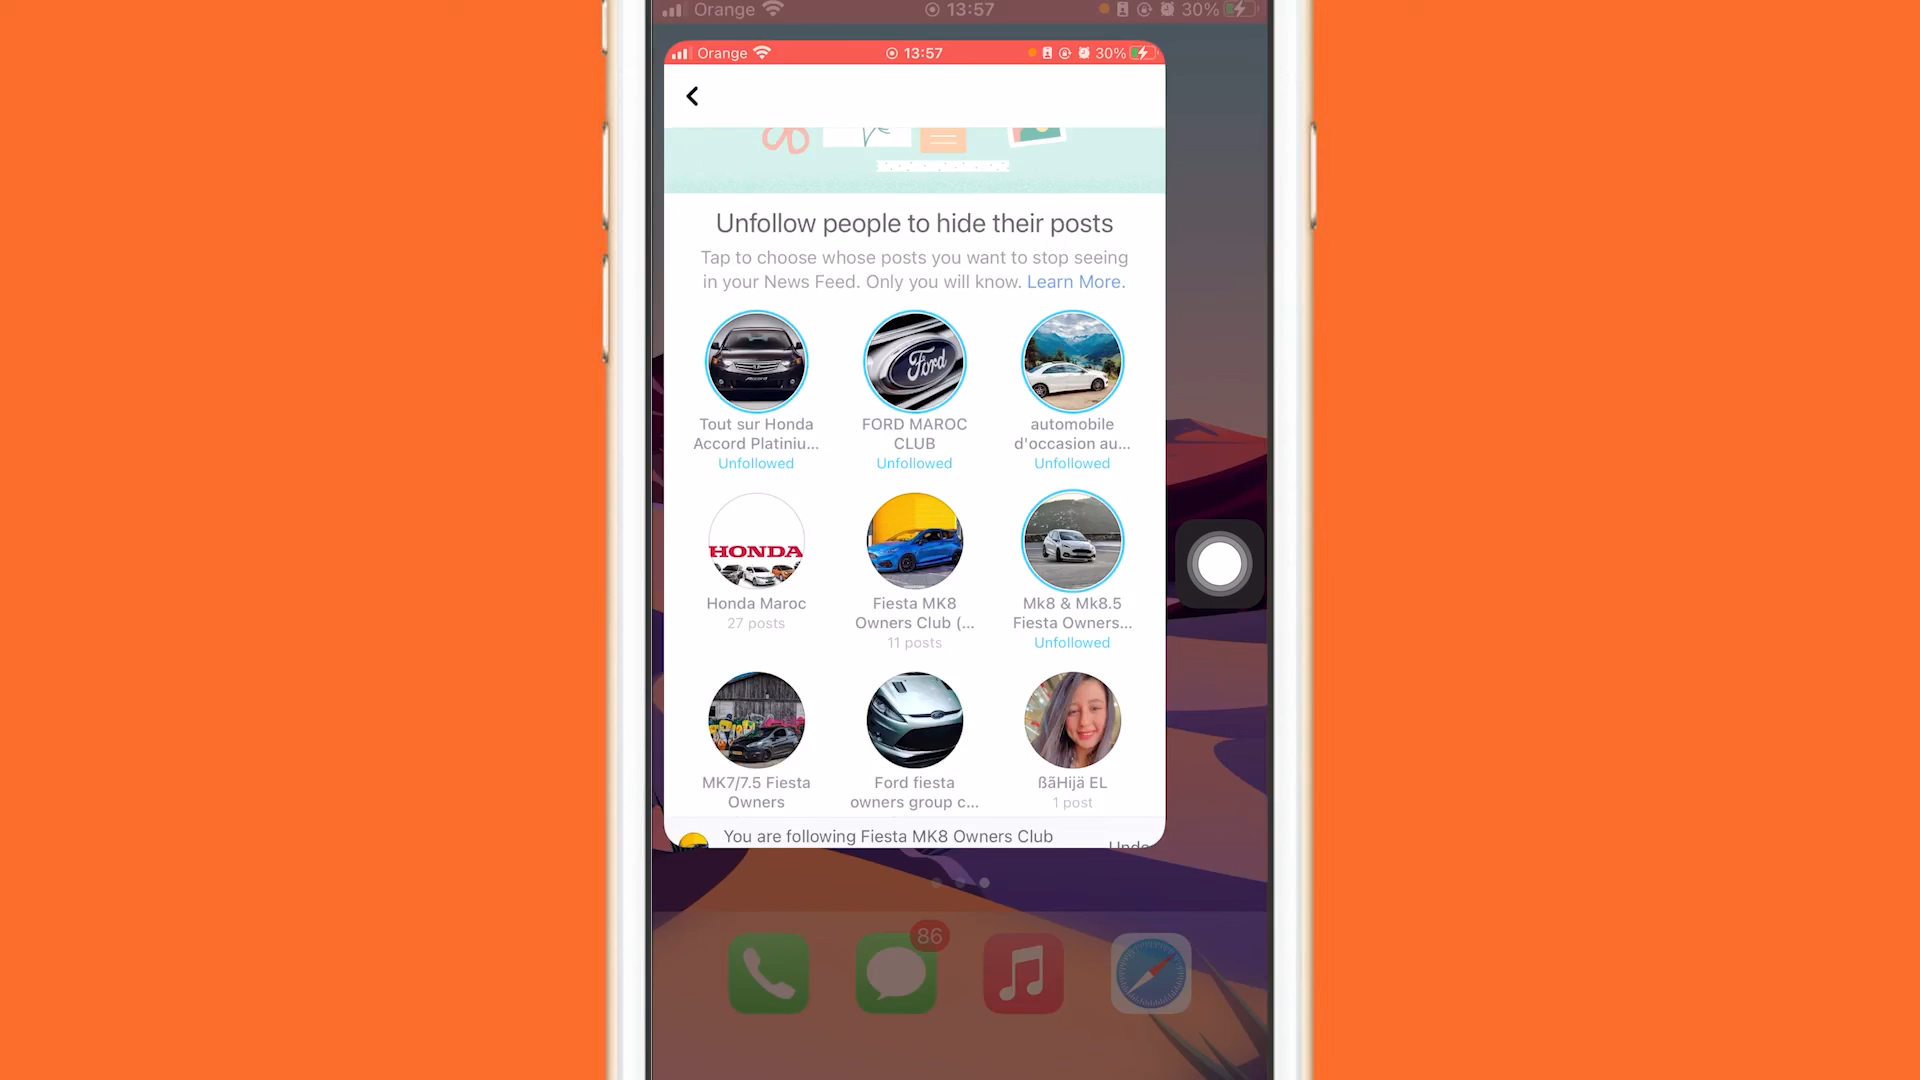 Orange 13:57 30%
Orange 13:57 30%
Unfollow people to hide their posts
Tap to choose whose posts you want to stop seeing
in your News Feed. Only you will know. Learn More.
Ford
Tout sur Honda
Accord Platiniu...
Unfollowed
FORD MAROC
CLUB
Unfollowed
automobile
d'occasion au...
Unfollowed
HONDA
Honda Maroc
27 posts
Fiesta MK8
Owners Club (...
11 posts
Mk8 & Mk8.5
Fiesta Owners...
Unfollowed
MK7/7.5 Fiesta
Owners
Ford fiesta
owners group c...
ßãHijä EL
1 post
You are following Fiesta MK8 Owners Club
Undo
86